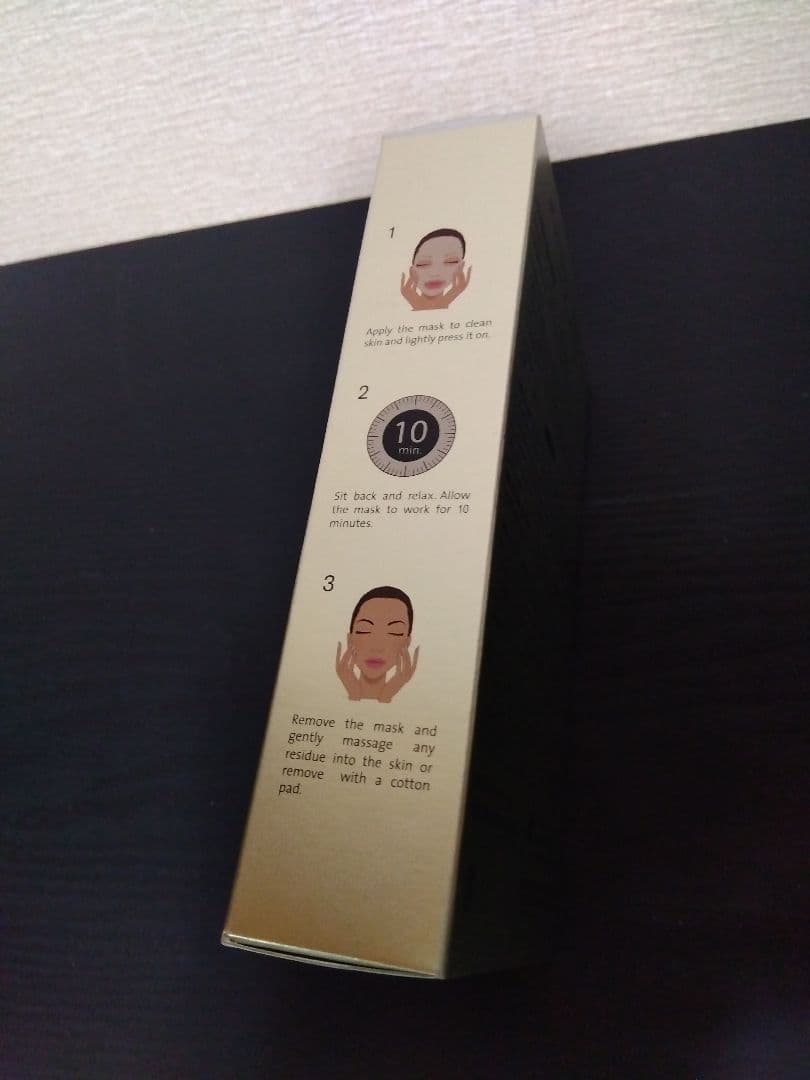 1
Apply the mask to clean
skin and lightly press it on.
2
10
min.
Sit back and relax. Allow
the mask to work for 10
minutes.
3
Remove the mask and
gently massage any
residue into the skin or
remove with a cotton
pad.